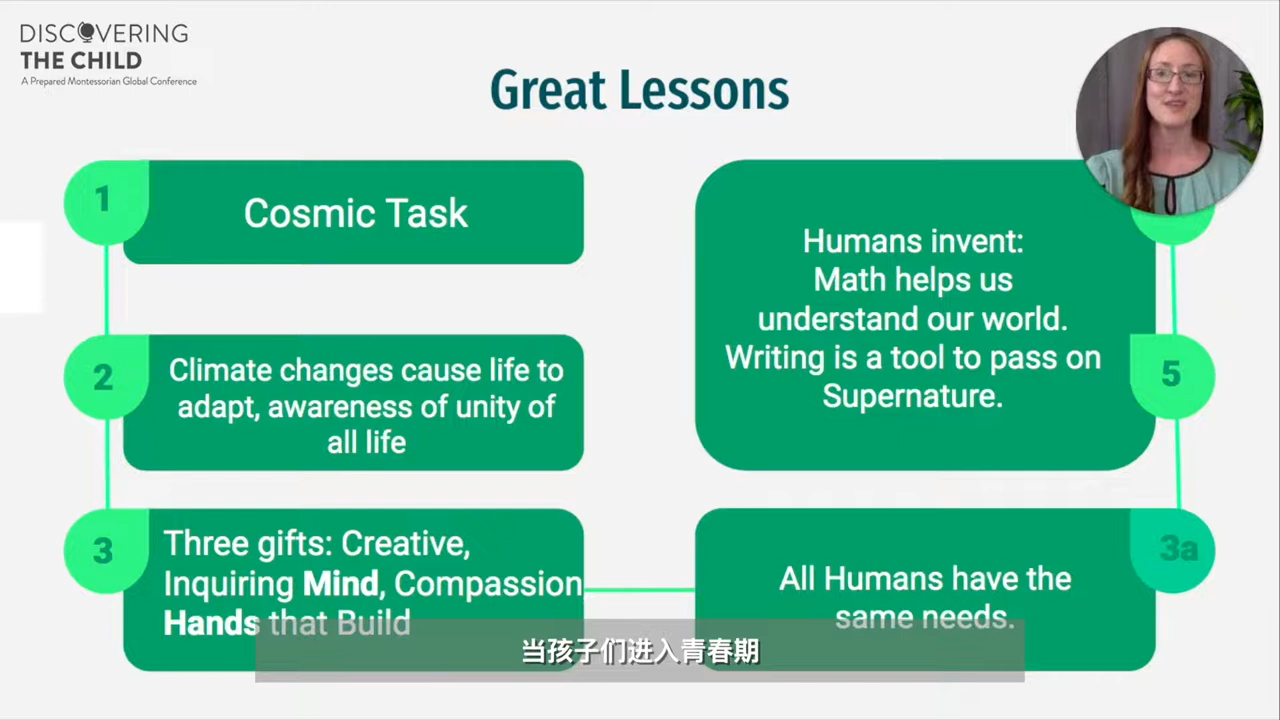 DISCOVERING
THE CHILD
A Prepared Montessorian Global Conference
Great Lessons
1
Cosmic Task
2
Climate changes cause life to
adapt, awareness of unity of
all life
3
Three gifts: Creative,
Inquiring Mind, Compassion
Hands that Build
Humans invent:
Math helps us
understand our world.
Writing is a tool to pass on
Supernature.
5
3a
All Humans have the
same needs.
当孩子们进入青春期